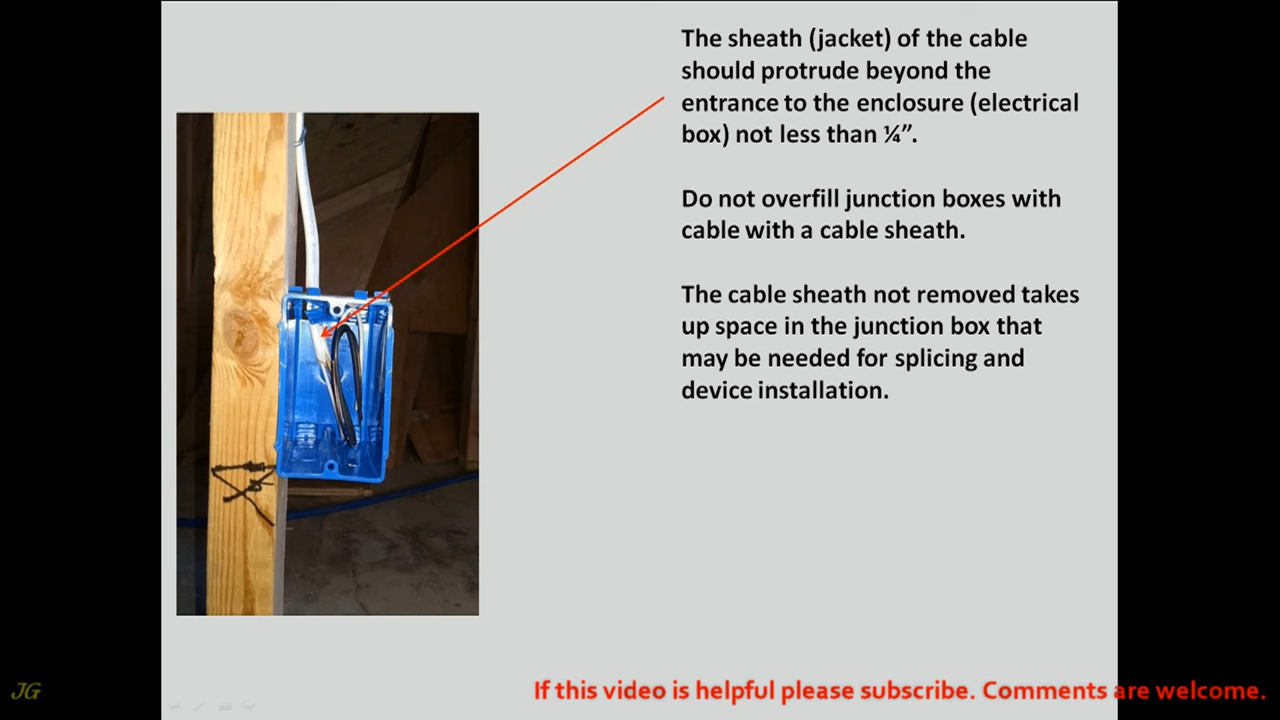 The sheath (jacket) of the cable
should protrude beyond the
entrance to the enclosure (electrical
box) not less than ¼”.
Do not overfill junction boxes with
cable with a cable sheath.
The cable sheath not removed takes
up space in the junction box that
may be needed for splicing and
device installation.
JG
If this video is helpful please subscribe. Comments are welcome.